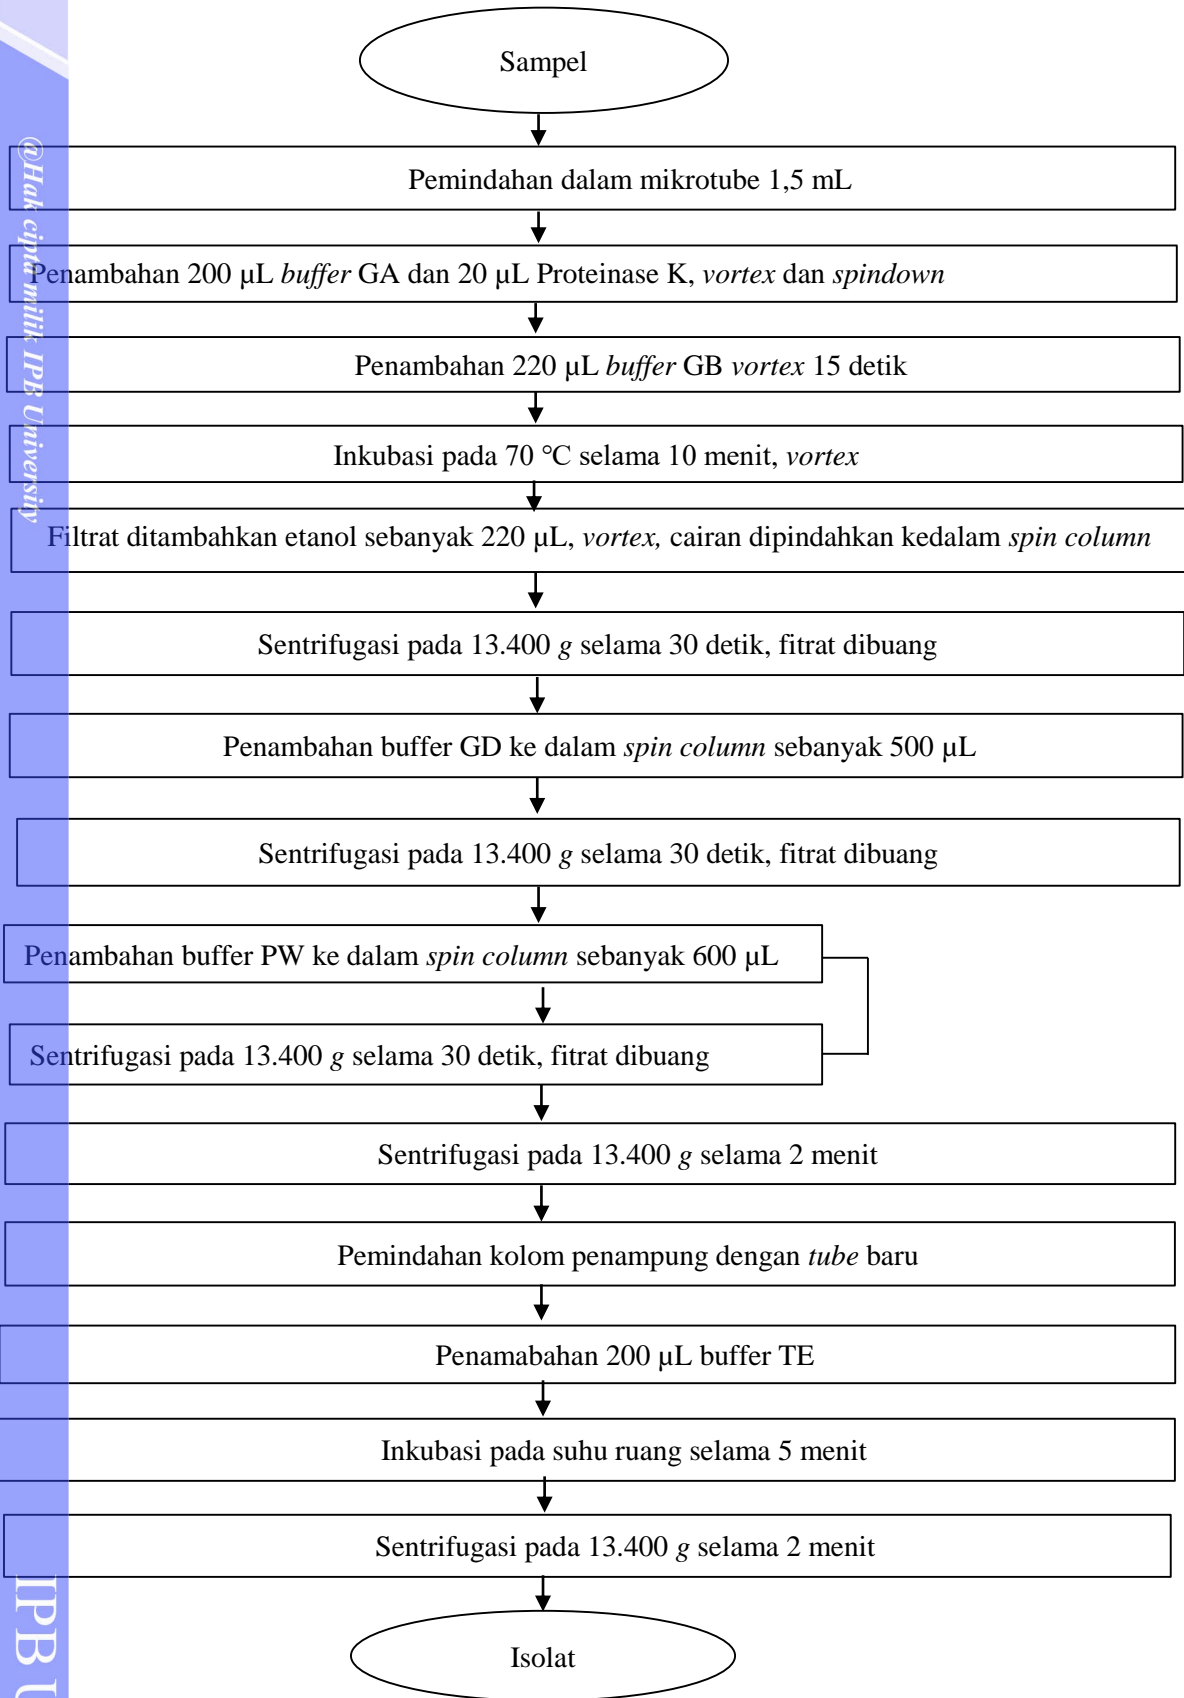 Sampel
Pemindahan dalam mikrotube 1,5 mL
Penambahan 200 µL buffer GA dan 20 µL Proteinase K, vortex dan spindown
Penambahan 220 µL buffer GB vortex 15 detik
Inkubasi pada 70 ℃ selama 10 menit, vortex
Filtrat ditambahkan etanol sebanyak 220 µL, vortex, cairan dipindahkan kedalam spin column
Sentrifugasi pada 13.400 g selama 30 detik, fitrat dibuang
Penambahan buffer GD ke dalam spin column sebanyak 500 µL
Sentrifugasi pada 13.400 g selama 30 detik, fitrat dibuang
Penambahan buffer PW ke dalam spin column sebanyak 600 µL
Sentrifugasi pada 13.400 g selama 30 detik, fitrat dibuang
Sentrifugasi pada 13.400 g selama 2 menit
Pemindahan kolom penampung dengan tube baru
Penamabahan 200 µL buffer TE
Inkubasi pada suhu ruang selama 5 menit
Sentrifugasi pada 13.400 g selama 2 menit
Isolat
@Hak cipta milik IPB University
IPB U